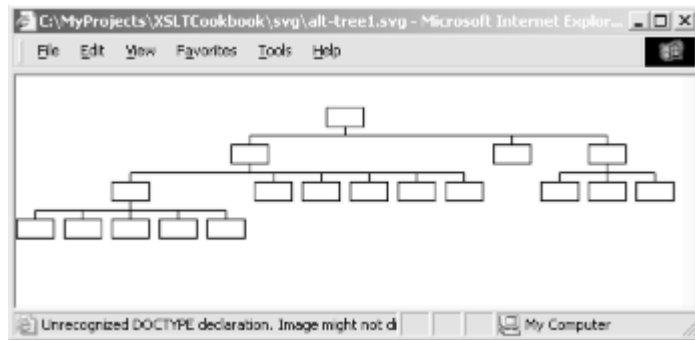 C:\MyProjects\XSLTCookbook\svg\alt-tree1.svg - Microsoft Internet Explor...
File Edit View Favorites Tools Help
Unrecognized DOCTYPE declaration. Image might not di
My Computer